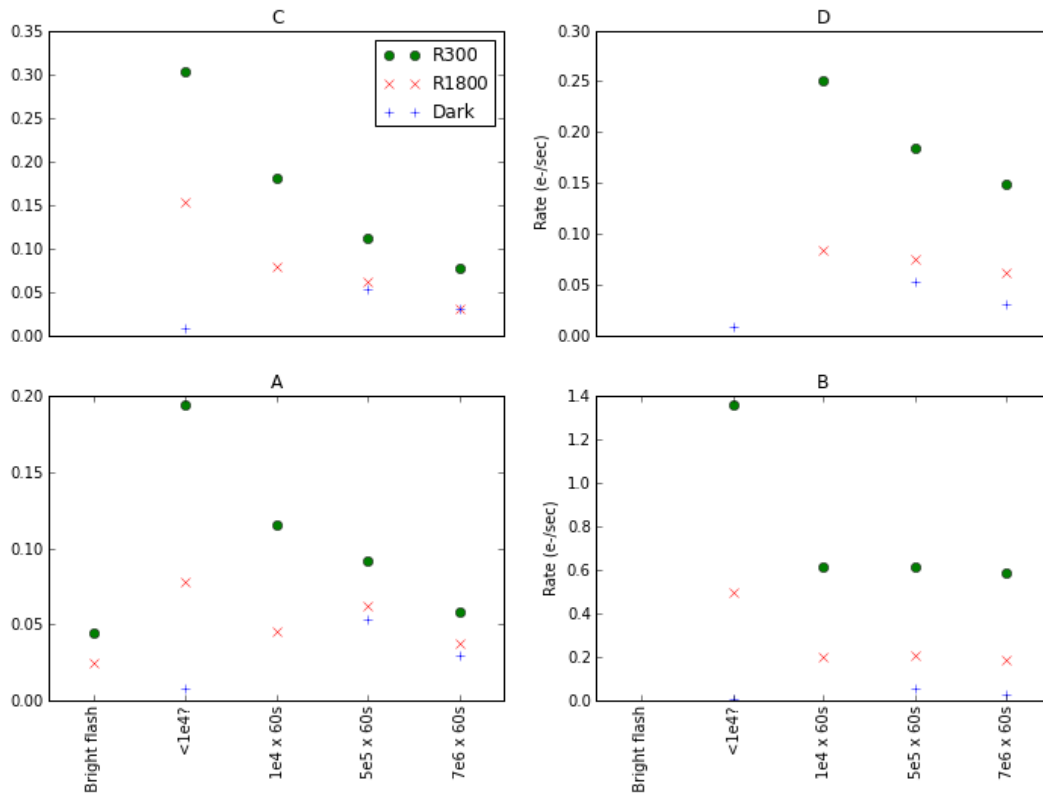 C
0.35
0.30
0.25
0.20
0.15
0.10
0.05
0.00
R300
R1800
Dark
D
Rate (e-/sec)
0.30
0.25
0.20
0.15
0.10
0.05
0.00
A
0.20
0.15
0.10
0.05
0.00
Bright flash
<1e4?
1e4 x 60s
5e5 x 60s
7e6 x 60s
B
Rate (e-/sec)
1.4
1.2
1.0
0.8
0.6
0.4
0.2
0.0
Bright flash
<1e4?
1e4 x 60s
5e5 x 60s
7e6 x 60s